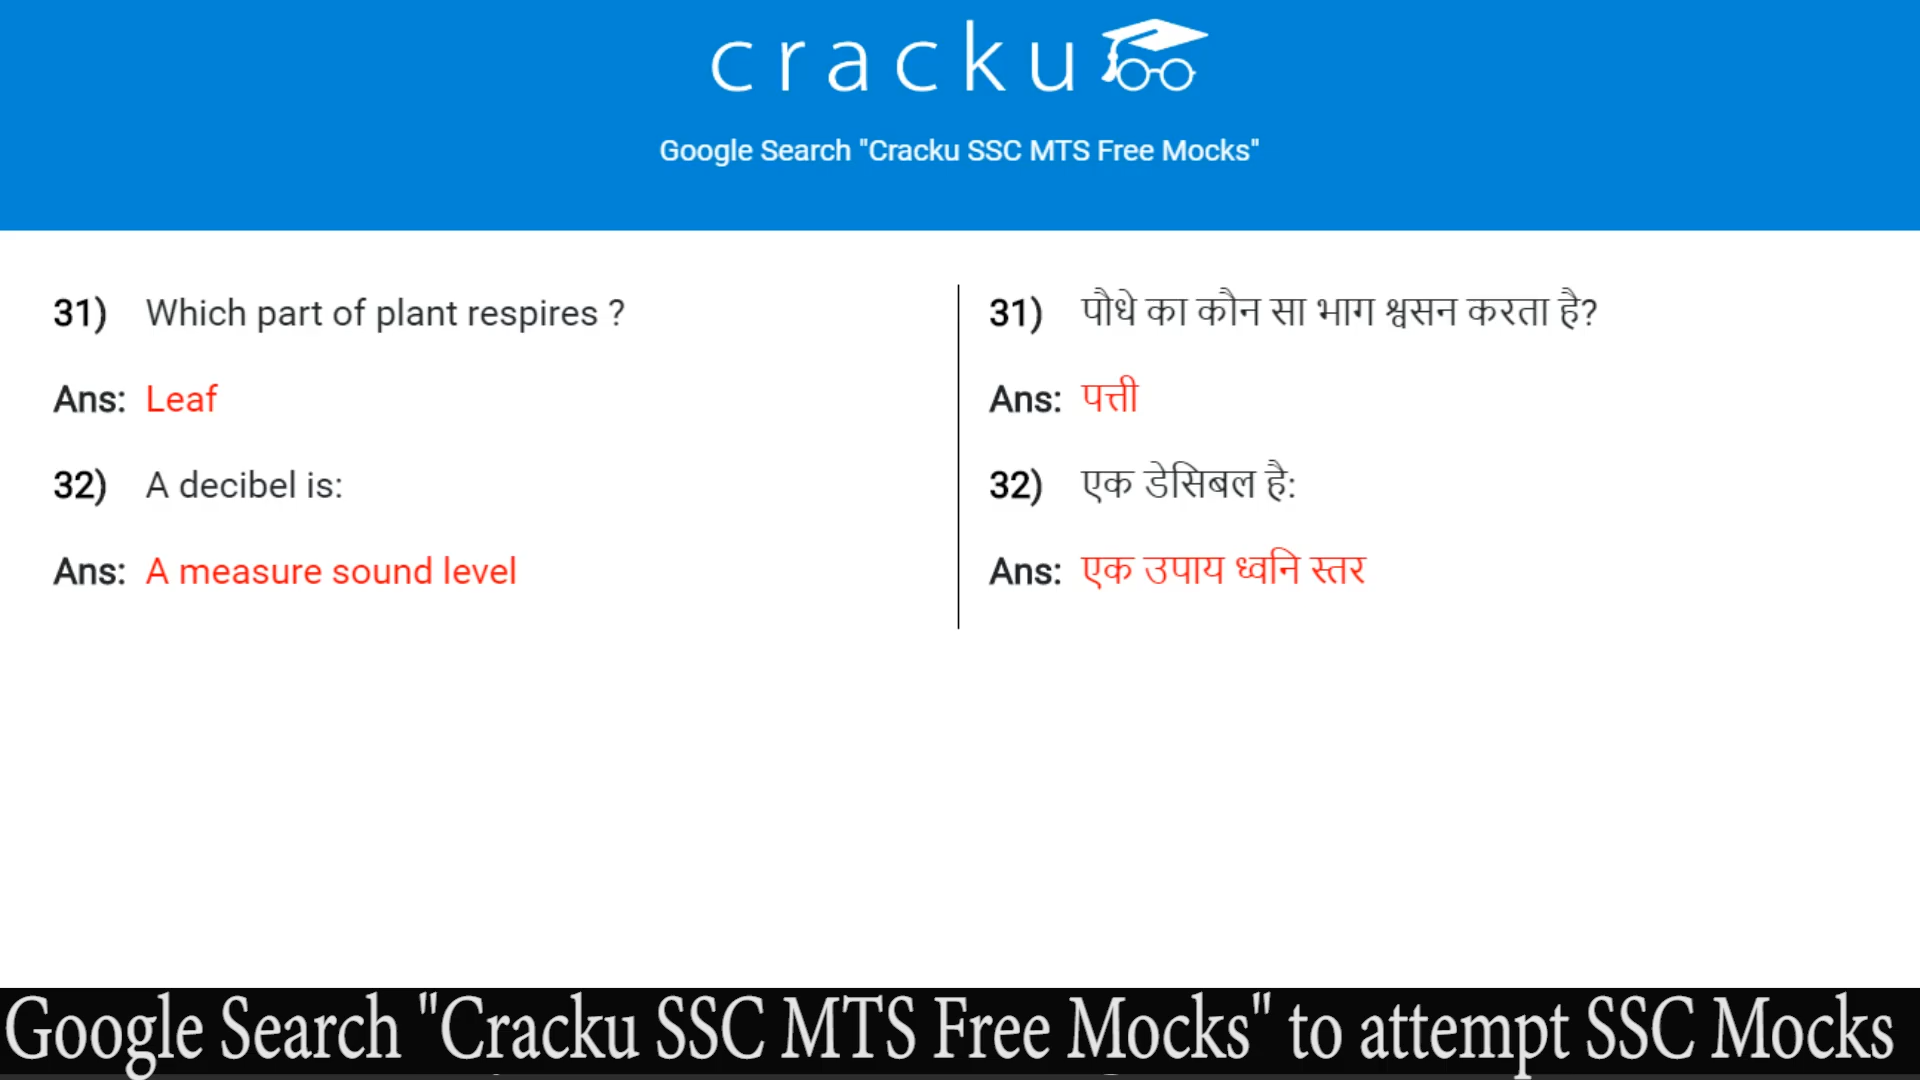 cracku
Google Search "Cracku SSC MTS Free Mocks"
31) Which part of plant respires ?
Ans: Leaf
32) A decibel is:
Ans: A measure sound level
31) पौधे का कौन सा भाग श्वसन करता है?
Ans: पत्ती
32) एक डेसिबल है:
Ans: एक उपाय ध्वनि स्तर
Google Search "Cracku SSC MTS Free Mocks" to attempt SSC Mocks